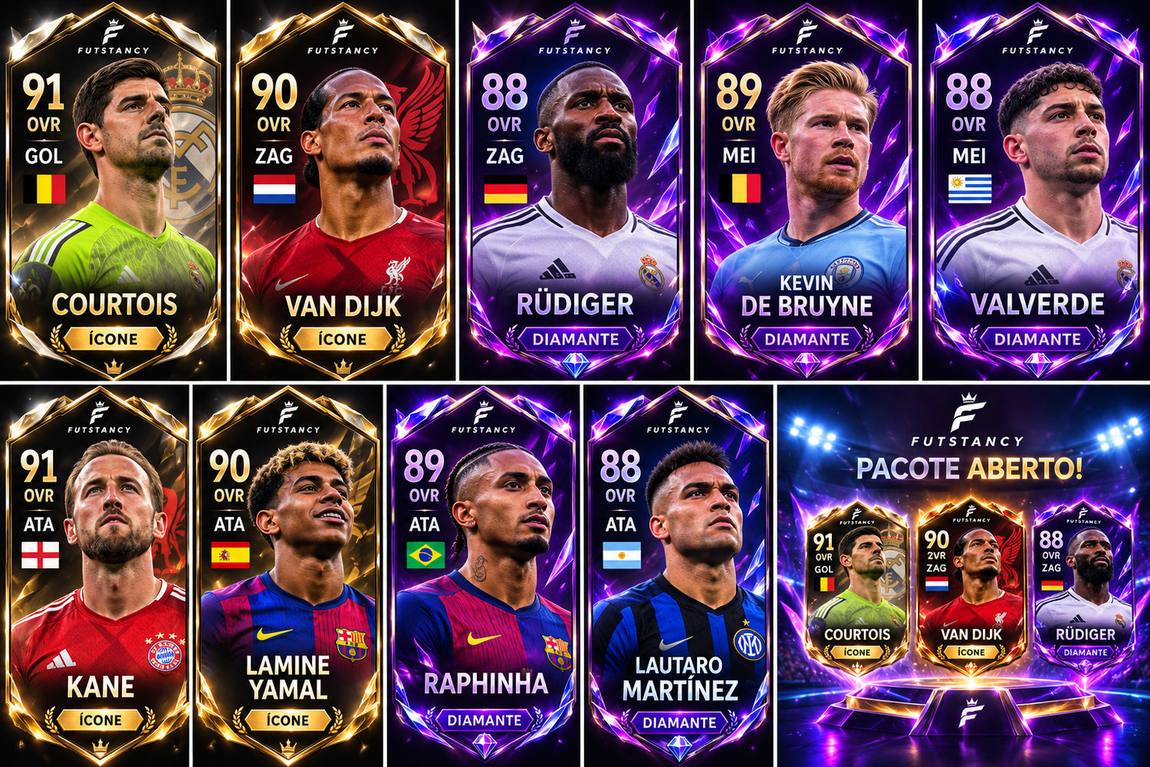 FUTSTANCY
91
OVR
GOL
COURTOIS
ÍCONE
FUTSTANCY
90
OVR
ZAG
VAN DIJK
ÍCONE
FUTSTANCY
88
OVR
ZAG
RÜDIGER
DIAMANTE
FUTSTANCY
89
OVR
MEI
KEVIN
DE BRUYNE
DIAMANTE
FUTSTANCY
88
OVR
MEI
VALVERDE
DIAMANTE
FUTSTANCY
91
OVR
ATA
KANE
ÍCONE
FUTSTANCY
90
OVR
ATA
LAMINE
YAMAL
ÍCONE
FUTSTANCY
89
OVR
ATA
RAPHINHA
DIAMANTE
FUTSTANCY
88
OVR
ATA
LAUTARO
MARTÍNEZ
DIAMANTE
FUTSTANCY
PACOTE ABERTO!
FUTSTANCY
91
OVR
GOL
COURTOIS
ÍCONE
FUTSTANCY
90
2VR
ZAG
VAN DIJK
ÍCONE
FUTSTANCY
88
OVR
ZAG
RÜDIGER
DIAMANTE